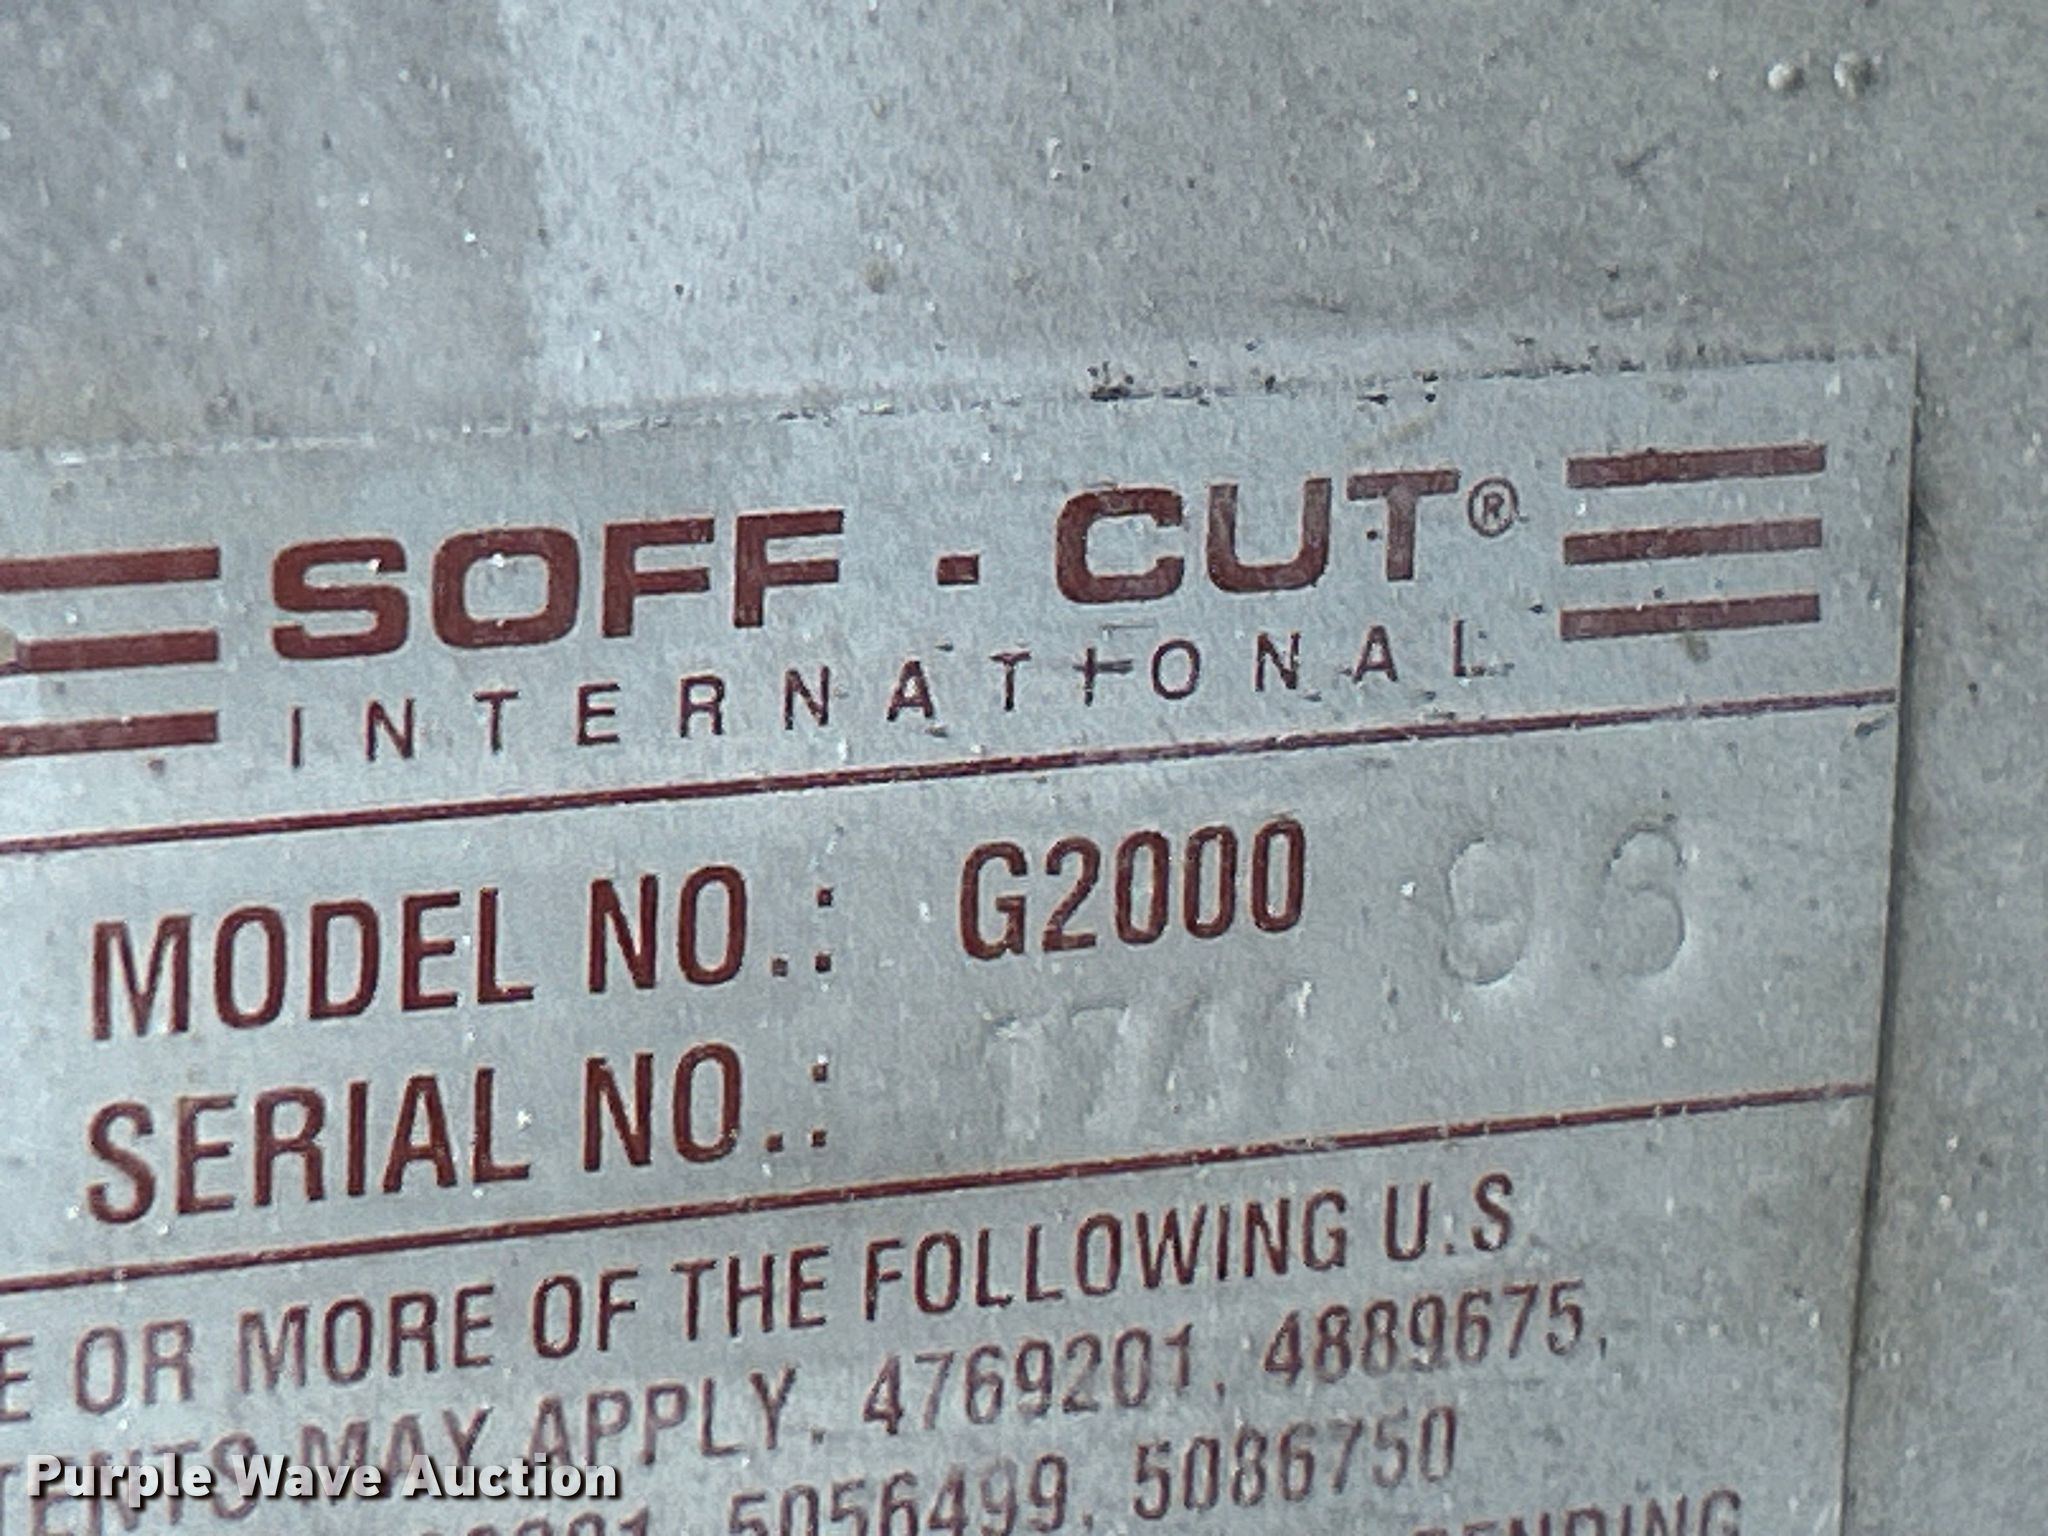 SOFF - CUT®
INTERNATIONAL
MODEL NO.: G2000 96
SERIAL NO.:
OR MORE OF THE FOLLOWING U.S
MAY APPLY. 4769201, 4889675,
5056499, 5086750
Purple Wave Auction